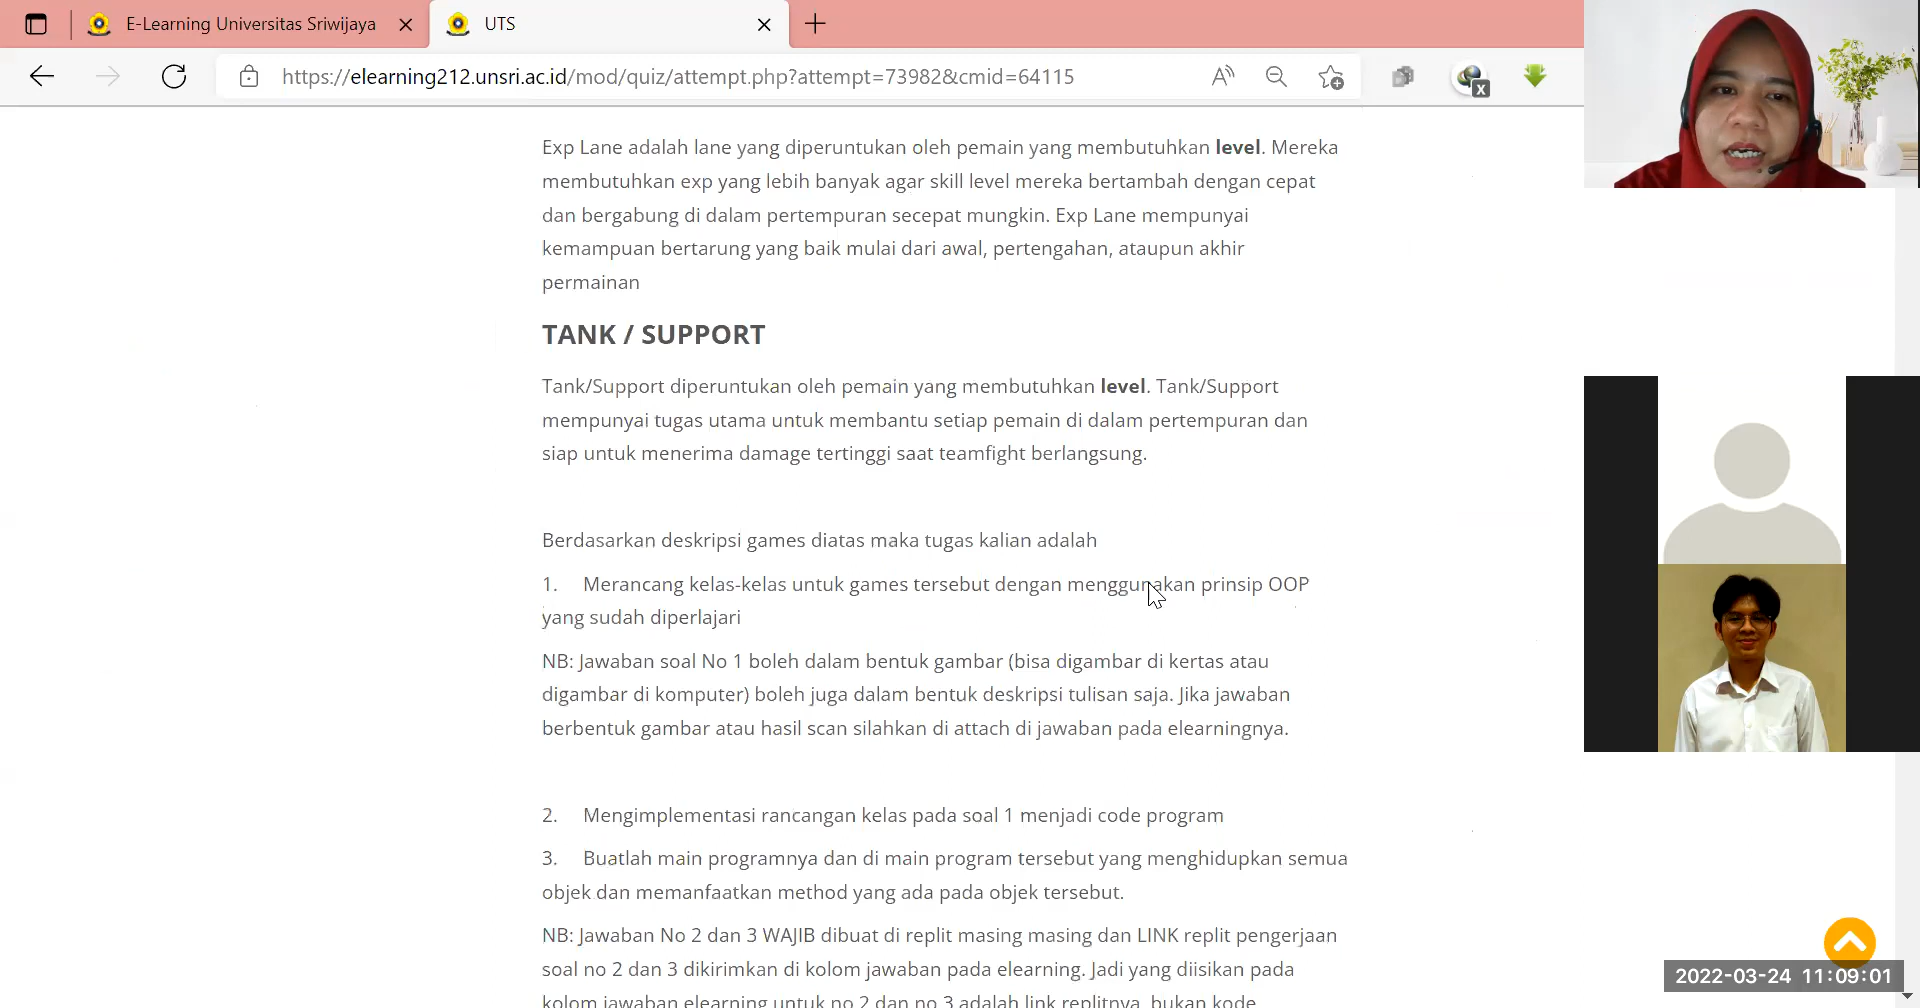 E-Learning Universitas Sriwijaya
UTS
https://elearning212.unsri.ac.id/mod/quiz/attempt.php?attempt=73982&cmid=64115
Exp Lane adalah lane yang diperuntukan oleh pemain yang membutuhkan level. Mereka
membutuhkan exp yang lebih banyak agar skill level mereka bertambah dengan cepat
dan bergabung di dalam pertempuran secepat mungkin. Exp Lane mempunyai
kemampuan bertarung yang baik mulai dari awal, pertengahan, ataupun akhir
permainan
TANK / SUPPORT
Tank/Support diperuntukan oleh pemain yang membutuhkan level. Tank/Support
mempunyai tugas utama untuk membantu setiap pemain di dalam pertempuran dan
siap untuk menerima damage tertinggi saat teamfight berlangsung.
Berdasarkan deskripsi games diatas maka tugas kalian adalah
1. Merancang kelas-kelas untuk games tersebut dengan menggunakan prinsip OOP
yang sudah diperlajari
NB: Jawaban soal No 1 boleh dalam bentuk gambar (bisa digambar di kertas atau
digambar di komputer) boleh juga dalam bentuk deskripsi tulisan saja. Jika jawaban
berbentuk gambar atau hasil scan silahkan di attach di jawaban pada elearningnya.
2. Mengimplementasi rancangan kelas pada soal 1 menjadi code program
3. Buatlah main programnya dan di main program tersebut yang menghidupkan semua
objek dan memanfaatkan method yang ada pada objek tersebut.
NB: Jawaban No 2 dan 3 WAJIB dibuat di replit masing masing dan LINK replit pengerjaan
soal no 2 dan 3 dikirimkan di kolom jawaban pada elearning. Jadi yang diisikan pada
kolom jawaban elearning untuk no 2 dan no 3 adalah link replitnya, bukan kode
2022-03-24 11:09:01